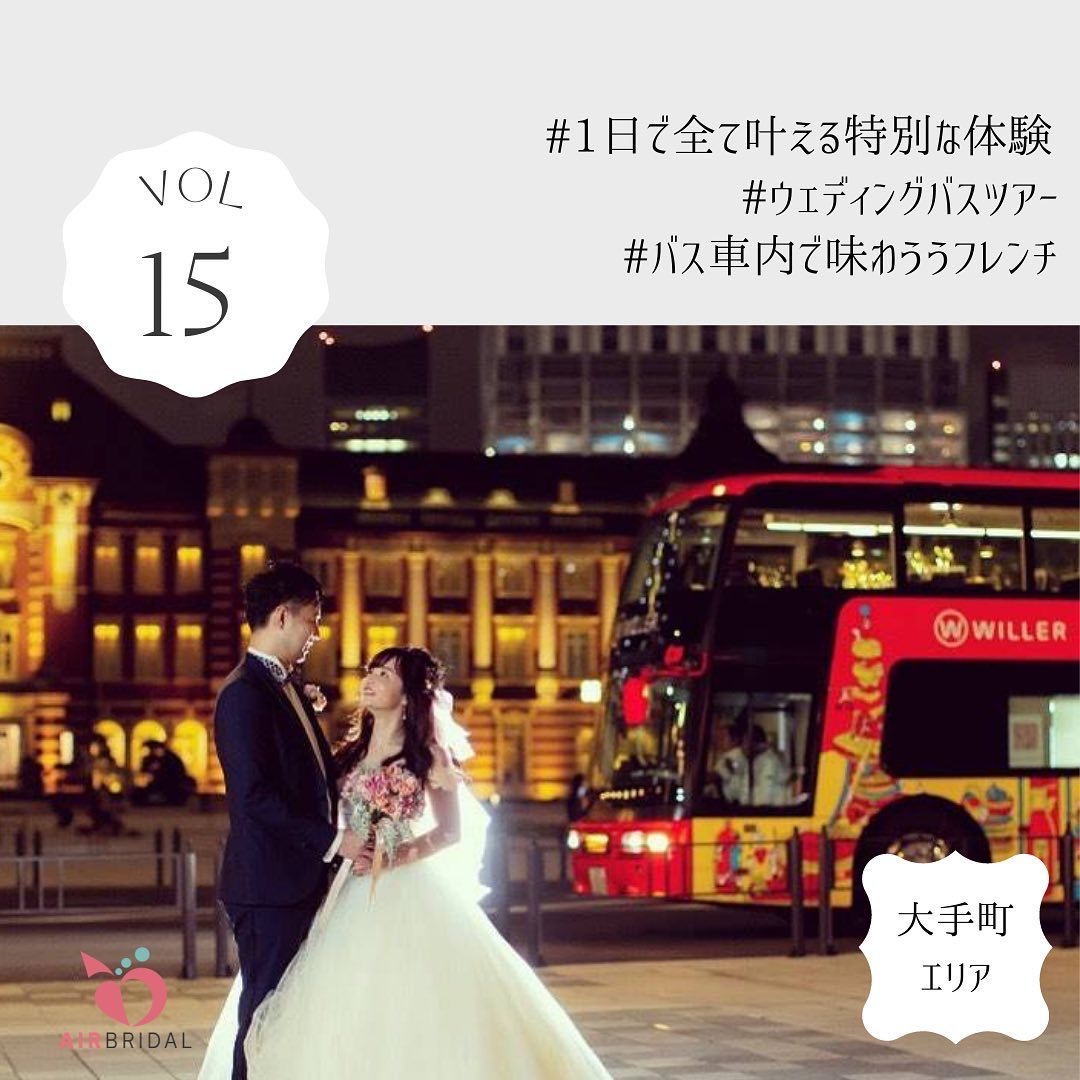 VOL
15
#1日で全て叶える特別な体験
#ウェディングバスツアー
#バス車内で味わううフレンチ
W WILLER
大手町
エリア
AIRBRIDAL